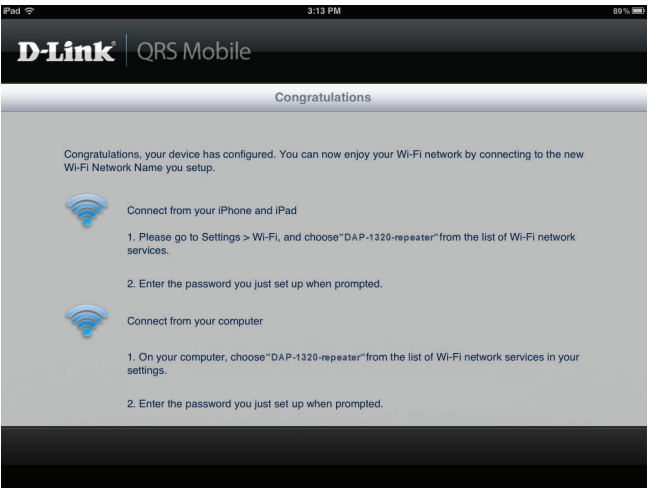 iPad 3:13 PM 89%
D-Link® QRS Mobile
Congratulations
Congratulations, your device has configured. You can now enjoy your Wi-Fi network by connecting to the new
Wi-Fi Network Name you setup.
Connect from your iPhone and iPad
1. Please go to Settings > Wi-Fi, and choose"DAP-1320-repeater"from the list of Wi-Fi network
services.
2. Enter the password you just set up when prompted.
Connect from your computer
1. On your computer, choose"DAP-1320-repeater"from the list of Wi-Fi network services in your
settings.
2. Enter the password you just set up when prompted.